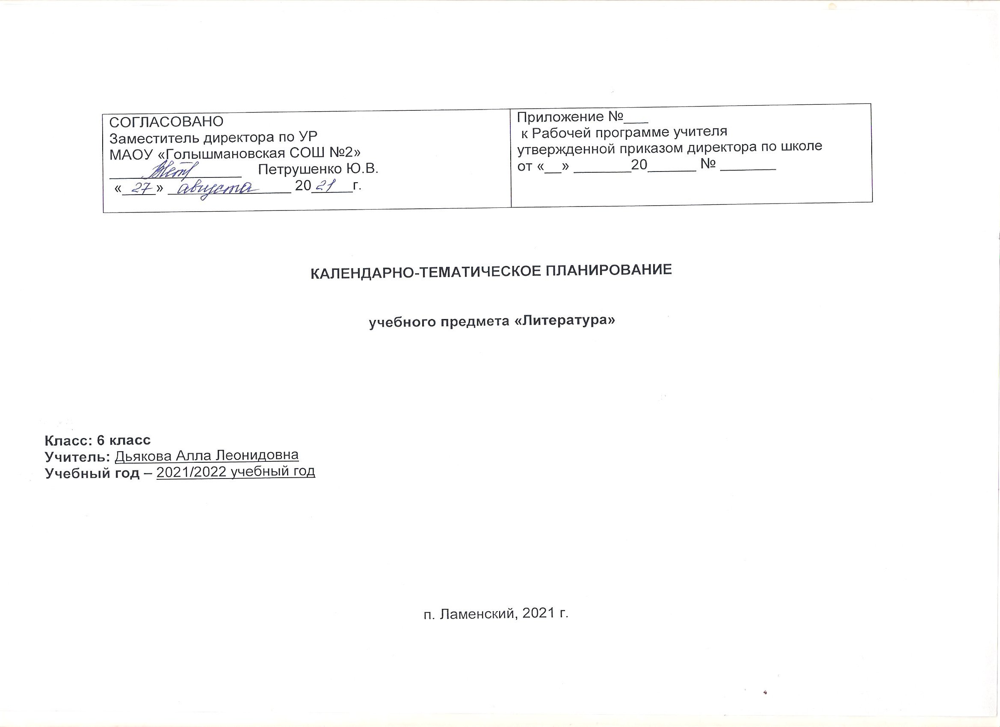 СОГЛАСОВАНО
Заместитель директора по УР
МАОУ «Голышмановская СОШ №2»
________________ Петрушенко Ю.В.
«27» августа 2021г.
Приложение №___
к Рабочей программе учителя
утвержденной приказом директора по школе
от «__» _______20______ № _______
КАЛЕНДАРНО-ТЕМАТИЧЕСКОЕ ПЛАНИРОВАНИЕ
учебного предмета «Литература»
Класс: 6 класс
Учитель: Дьякова Алла Леонидовна
Учебный год – 2021/2022 учебный год
п. Ламенский, 2021 г.